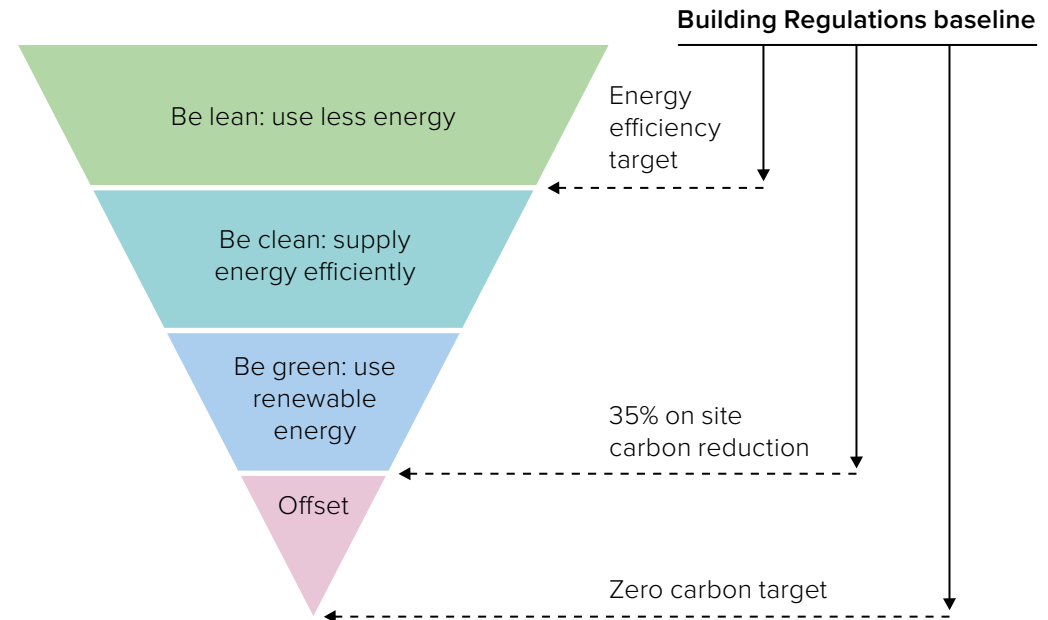 Building Regulations baseline
Be lean: use less energy
Energy
efficiency
target
Be clean: supply
energy efficiently
Be green: use
renewable
energy
35% on site
carbon reduction
Offset
Zero carbon target